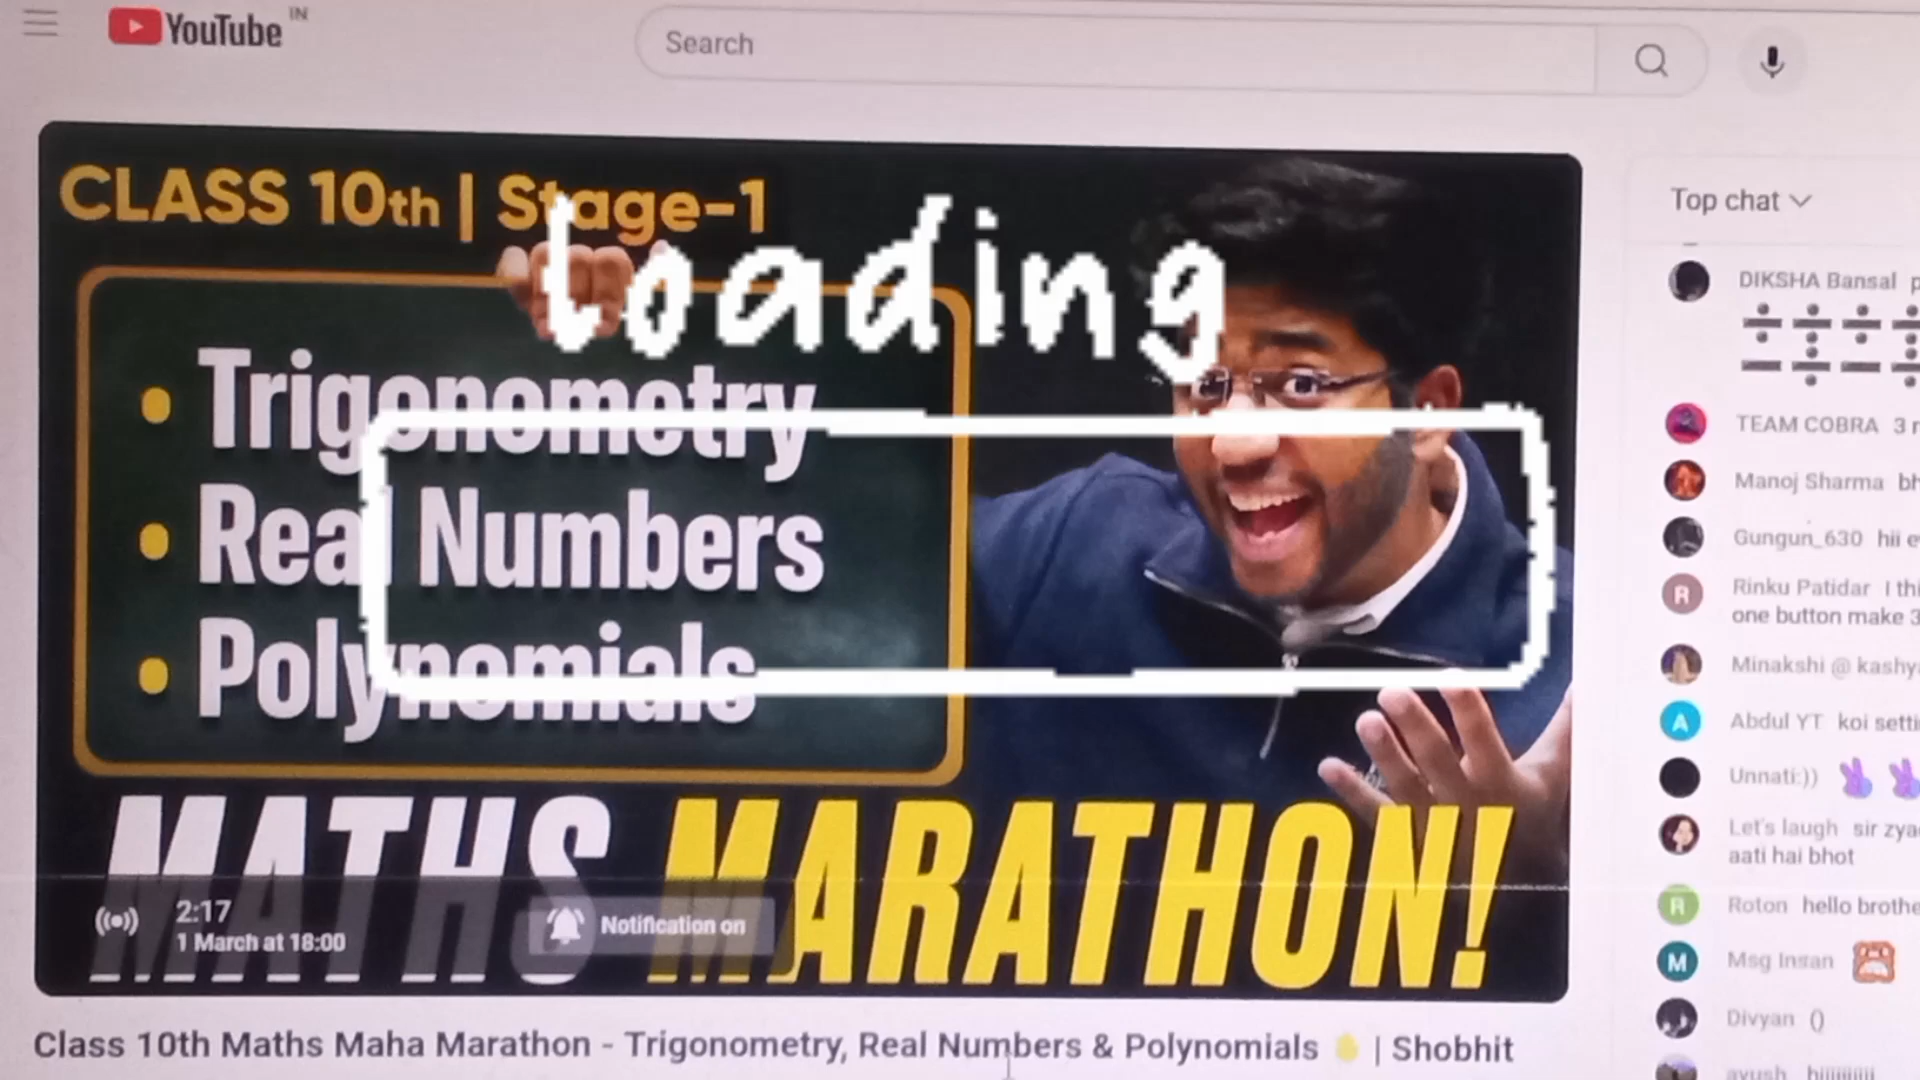 YouTube IN
Search
CLASS 10th | Stage-1
loading
Trigonometry
Real Numbers
Polynomials
MATHS MARATHON!
2:17
1 March at 18:00
Notification on
Class 10th Maths Maha Marathon - Trigonometry, Real Numbers & Polynomials | Shobhit
Top chat
DIKSHA Bansal
TEAM COBRA 3
Manoj Sharma
Gungun_630 hii
R Rinku Patidar I
one button make 3
Minakshi @
A Abdul YT koi
Unnati:))
Let's laugh sir
aati hai bhot
R Roton hello
M Msg Insan
Divyan ()
ayush